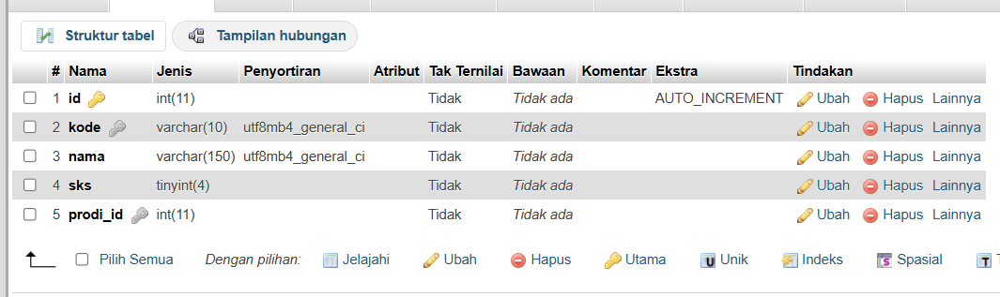 Struktur tabel Tampilan hubungan
# Nama Jenis Penyortiran Atribut Tak Ternilai Bawaan Komentar Ekstra Tindakan
1 id int(11) Tidak Tidak ada AUTO_INCREMENT Ubah Hapus Lainnya
2 kode varchar(10) utf8mb4_general_ci Tidak Tidak ada Ubah Hapus Lainnya
3 nama varchar(150) utf8mb4_general_ci Tidak Tidak ada Ubah Hapus Lainnya
4 sks tinyint(4) Tidak Tidak ada Ubah Hapus Lainnya
5 prodi_id int(11) Tidak Tidak ada Ubah Hapus Lainnya
Pilih Semua Dengan pilihan: Jelajahi Ubah Hapus Utama Unik Indeks Spasial